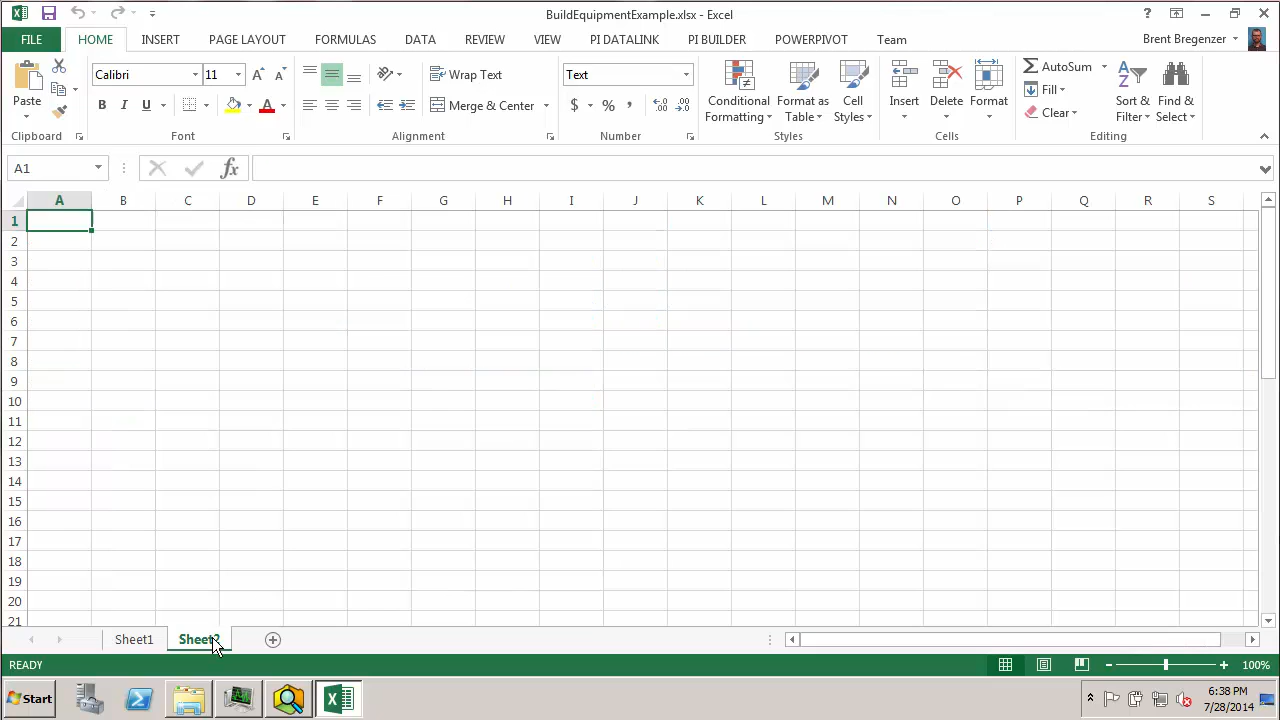 BuildEquipmentExample.xlsx - Excel
FILE HOME INSERT PAGE LAYOUT FORMULAS DATA REVIEW VIEW PI DATALINK PI BUILDER POWERPIVOT Team Brent Bregenzer
Paste Calibri 11 A A Wrap Text Text Conditional Formatting Format as Table Cell Styles Insert Delete Format AutoSum Fill Clear Sort & Filter Find & Select
B I U A Merge & Center $ % , .00 .0
Clipboard Font Alignment Number Styles Cells Editing
A1 fx
A B C D E F G H I J K L M N O P Q R S
1
2
3
4
5
6
7
8
9
10
11
12
13
14
15
16
17
18
19
20
21
Sheet1 Sheet2
READY 100%
Start 6:38 PM
7/28/2014